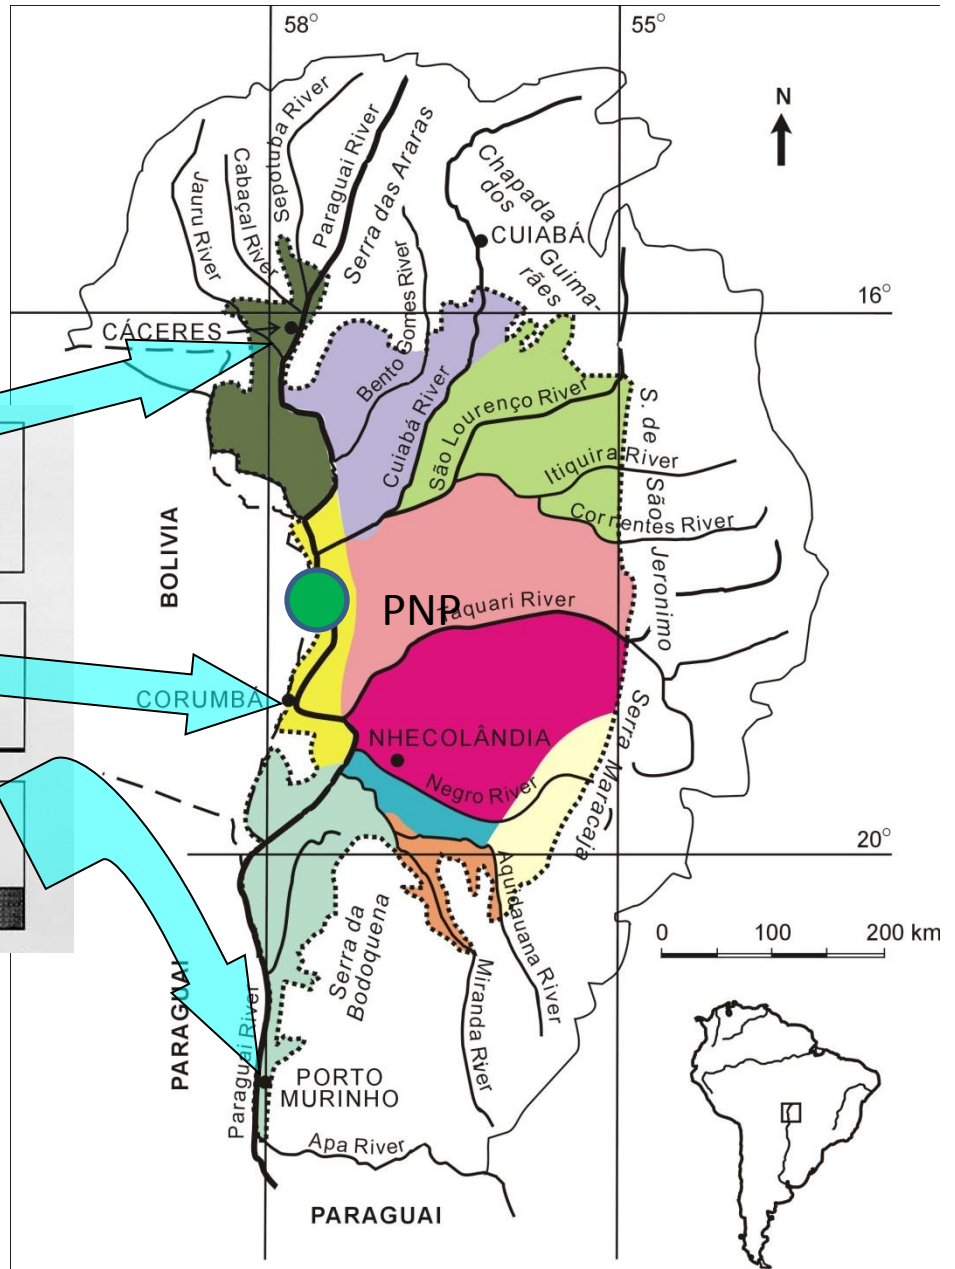 58°
55°
N
Jauru River
Cabaçal River
Sepotuba River
Paraguai River
Serra das Araras
Chapada
dos
Guima-
rães
CUIABÁ
16°
CÁCERES
Bento Gomes River
Cuiabá River
São Lourenço River
Itiquira River
Correntes River
S. de São Jeronimo
BOLIVIA
PNP
Taquari River
CORUMBÁ
NHECOLÂNDIA
Negro River
Serra Maracaja
20°
Aquidauana River
Miranda River
Serra da
Bodoquena
0 100 200 km
PARAGUAI
Paraguai River
PORTO
MURINHO
Apa River
PARAGUAI